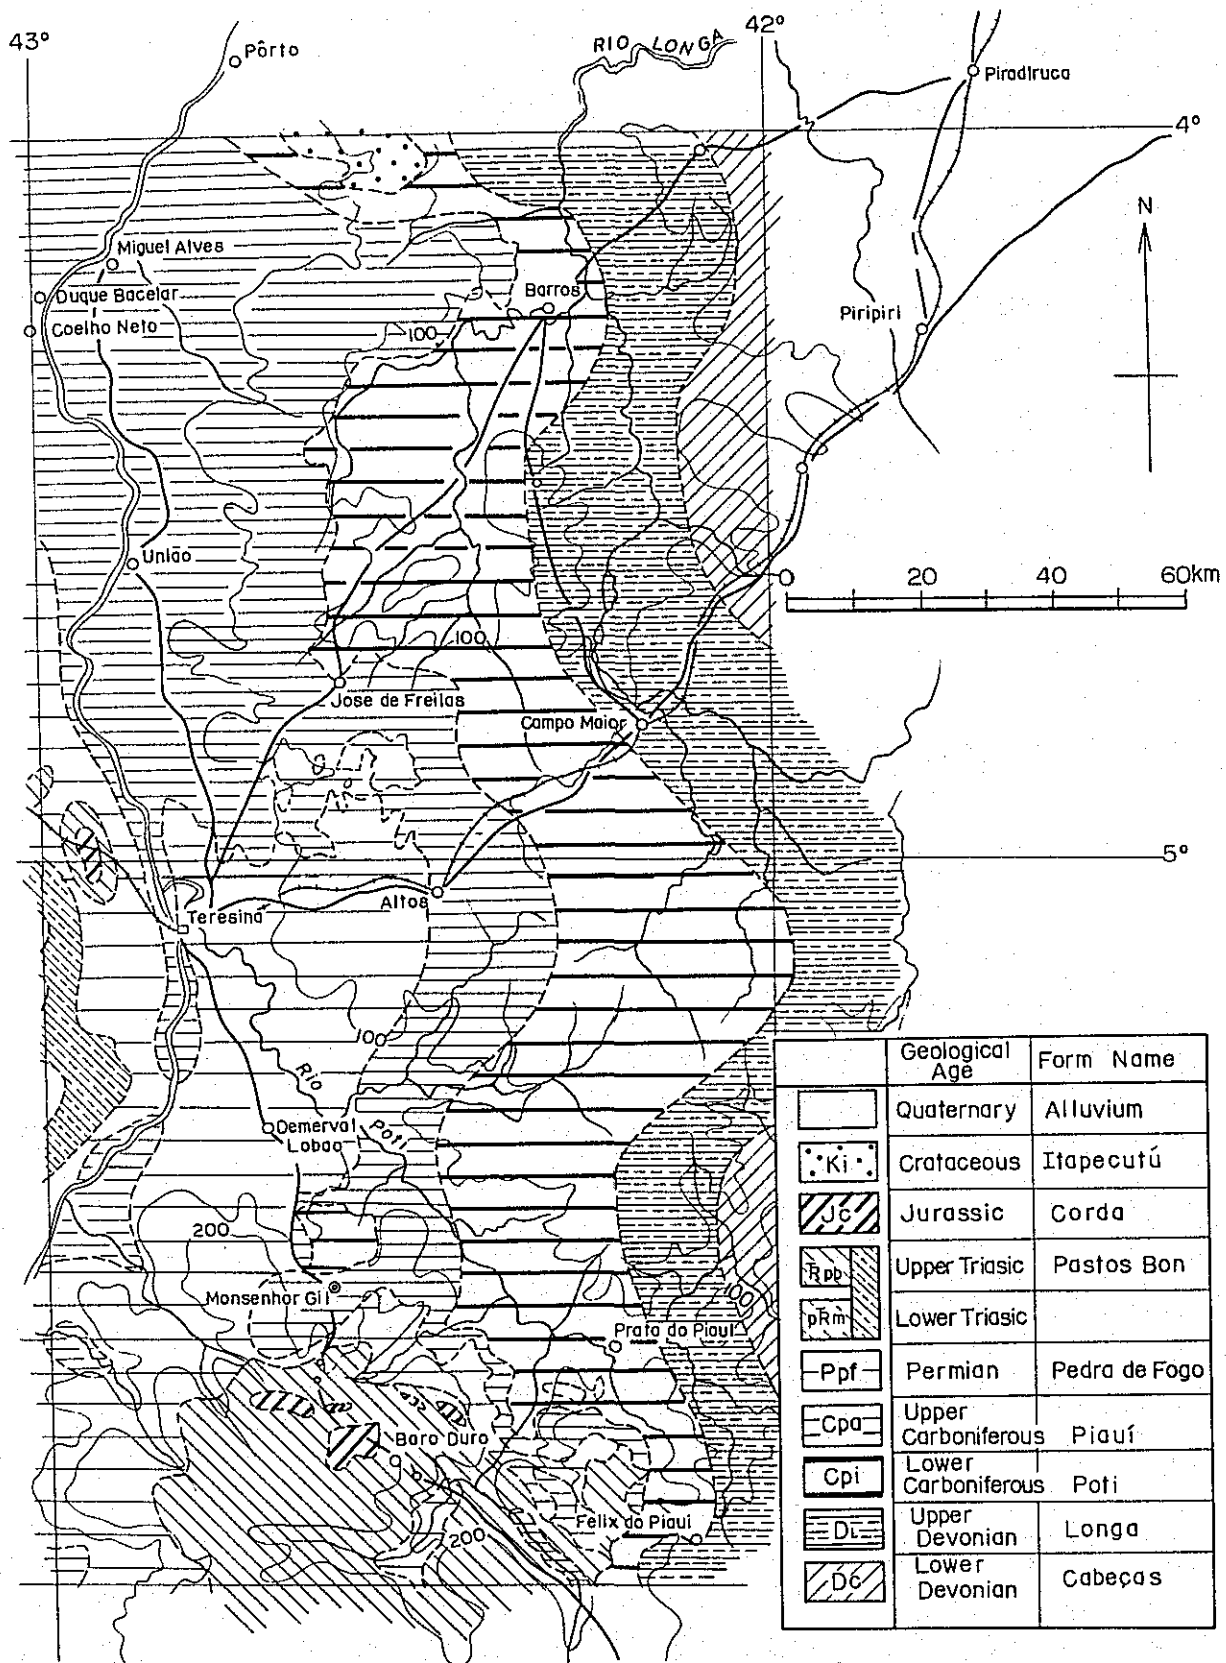 43°
42°
Pôrto
RIO LONGA
Piradiruca
4°
N
Miguel Alves
Duque Bacelar
Coelho Neto
Barros
Piripiri
100
União
0 20 40 60km
100
Jose de Freilas
Campo Maior
5°
Altos
Teresina
100
Rio
Poti
Demerval
Lobao
200
Monsenhor Gil
100
Prata do Piauí
Baro Duro
Felix do Piauí
200
Geological Age Form Name
Quaternary Alluvium
Ki Crataceous Itapecutú
Jc Jurassic Corda
Rpb Upper Triasic Pastos Bon
pRm Lower Triasic
Ppf Permian Pedra de Fogo
Cpa Upper Carboniferous Piauí
Cpi Lower Carboniferous Poti
DL Upper Devonian Longa
Dc Lower Devonian Cabeças